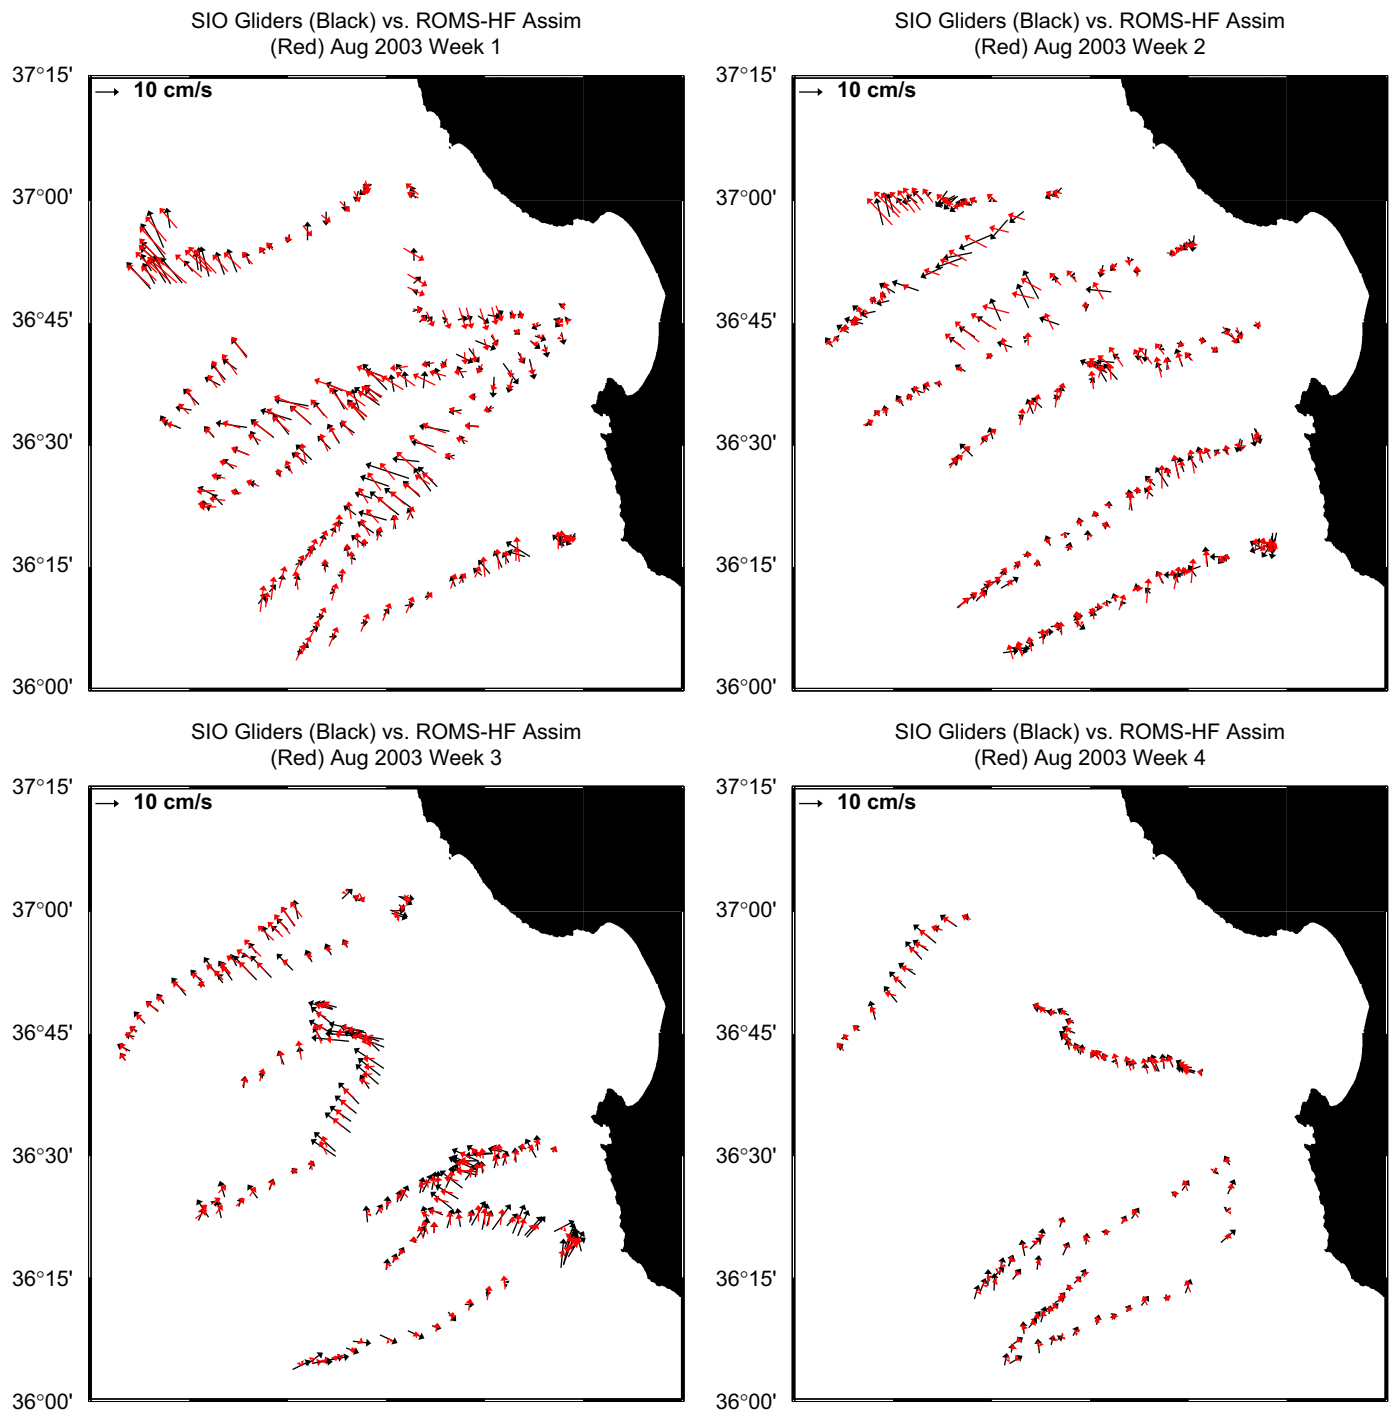 SIO Gliders (Black) vs. ROMS-HF Assim
(Red) Aug 2003 Week 1
37°15'
10 cm/s
37°00'
36°45'
36°30'
36°15'
36°00'
SIO Gliders (Black) vs. ROMS-HF Assim
(Red) Aug 2003 Week 2
37°15'
10 cm/s
37°00'
36°45'
36°30'
36°15'
36°00'
SIO Gliders (Black) vs. ROMS-HF Assim
(Red) Aug 2003 Week 3
37°15'
10 cm/s
37°00'
36°45'
36°30'
36°15'
36°00'
SIO Gliders (Black) vs. ROMS-HF Assim
(Red) Aug 2003 Week 4
37°15'
10 cm/s
37°00'
36°45'
36°30'
36°15'
36°00'